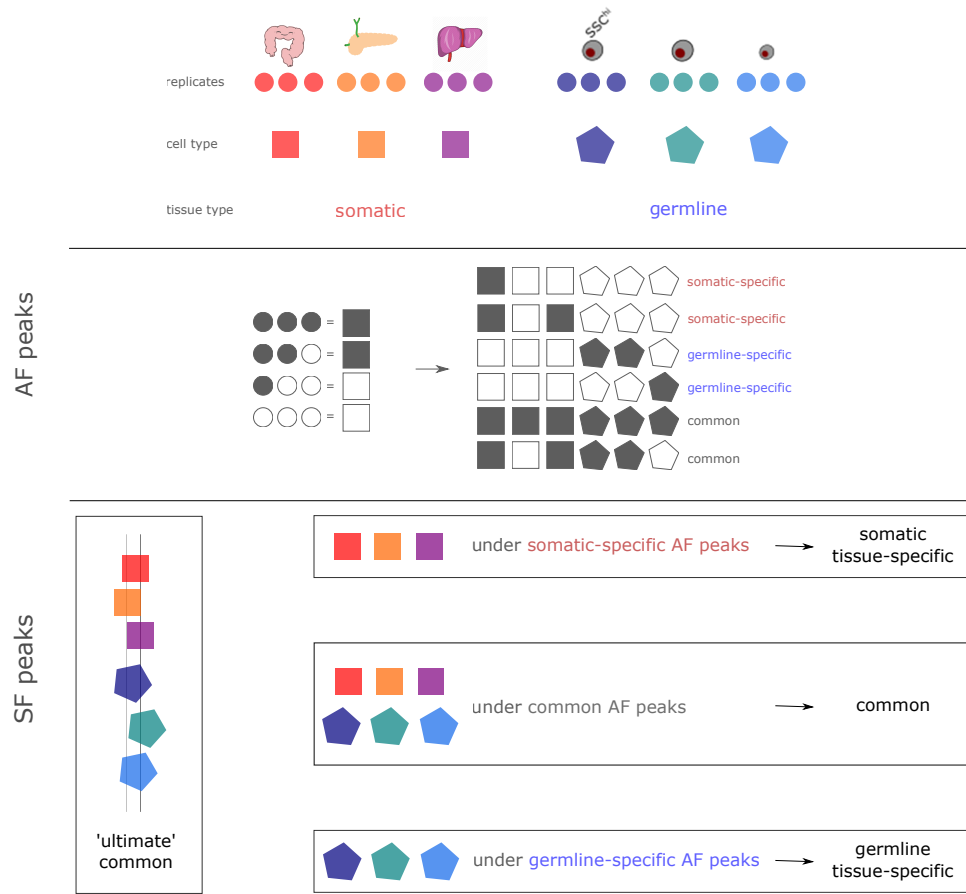 SSChi
replicates
cell type
tissue type
somatic
germline
AF peaks
somatic-specific
somatic-specific
= germline-specific
= germline-specific
= common
= common
SF peaks
under somatic-specific AF peaks
somatic
tissue-specific
under common AF peaks
common
'ultimate'
common
under germline-specific AF peaks
germline
tissue-specific